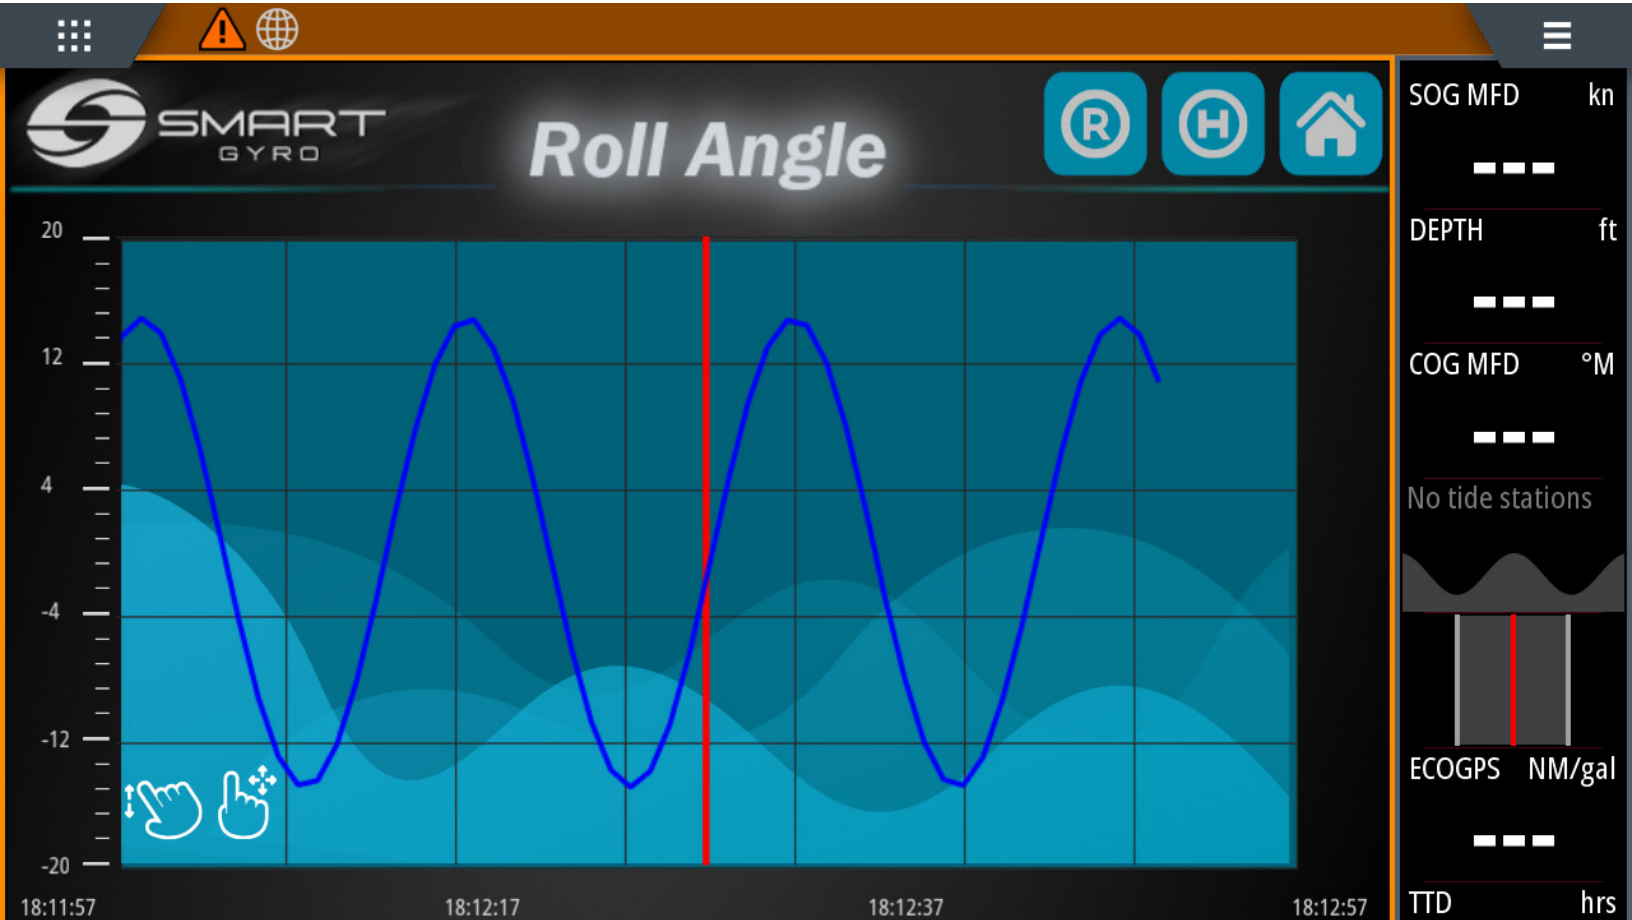 SMART
GYRO
Roll Angle
R
H
SOG MFD kn
---
DEPTH ft
---
COG MFD °M
---
No tide stations
ECOGPS NM/gal
---
TTD hrs
20
12
4
-4
-12
-20
18:11:57
18:12:17
18:12:37
18:12:57